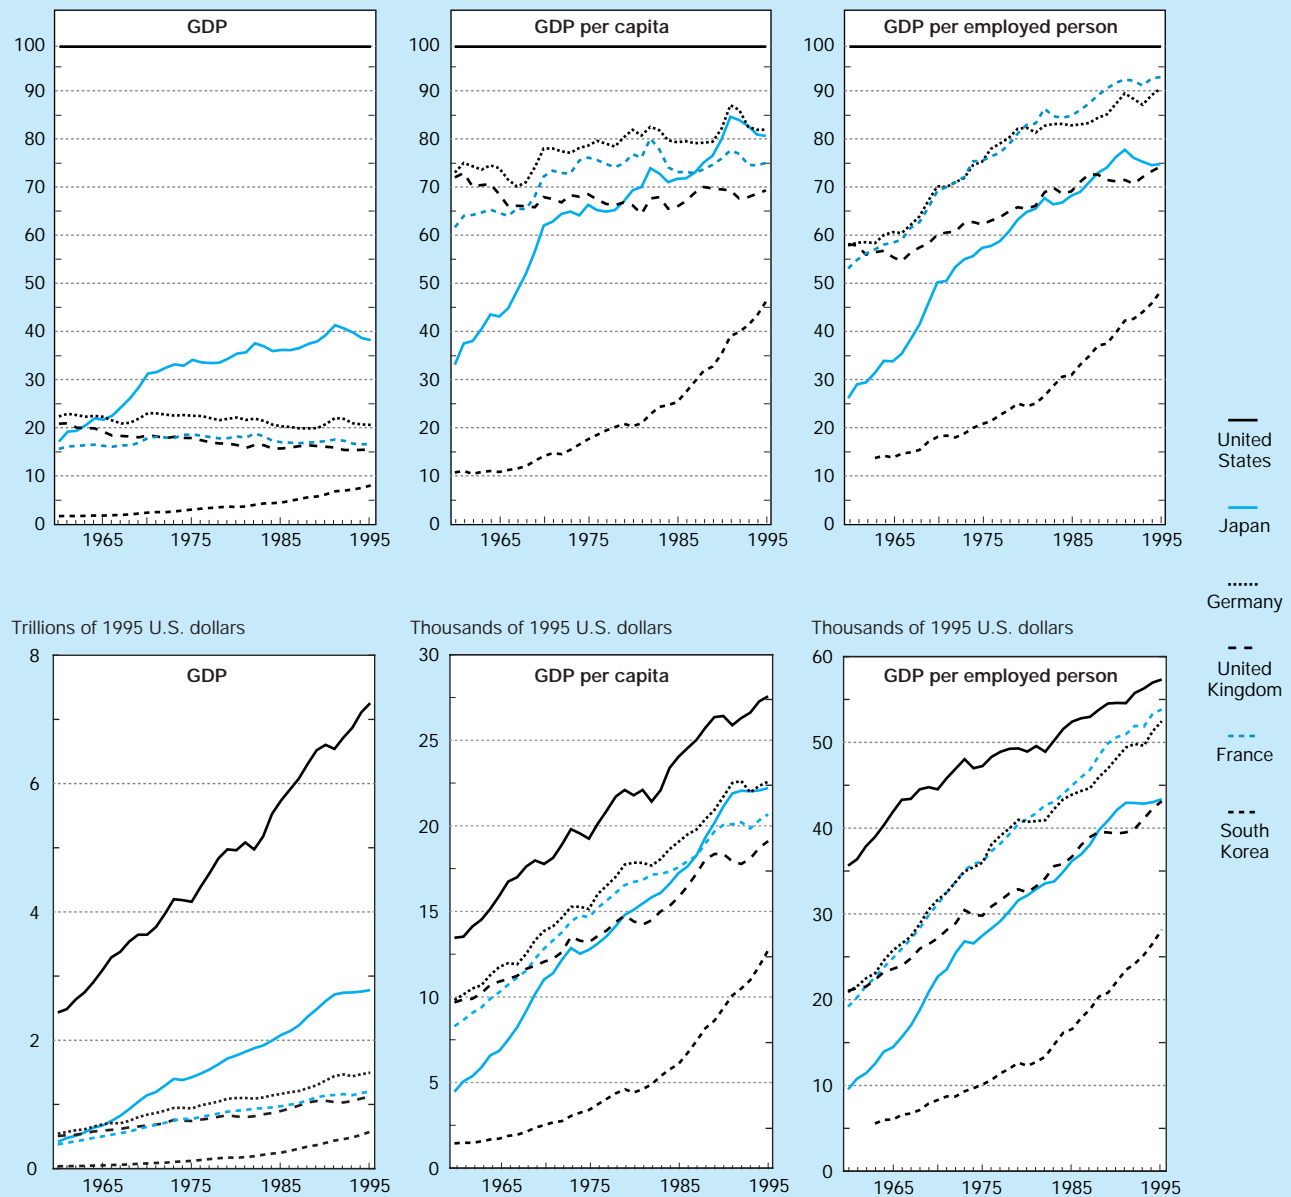 GDP
GDP per capita
GDP per employed person
100
90
80
70
60
50
40
30
20
10
0
1965 1975 1985 1995
100
90
80
70
60
50
40
30
20
10
0
1965 1975 1985 1995
100
90
80
70
60
50
40
30
20
10
0
1965 1975 1985 1995
United
States
Japan
Germany
United
Kingdom
France
South
Korea
Trillions of 1995 U.S. dollars
Thousands of 1995 U.S. dollars
Thousands of 1995 U.S. dollars
GDP
GDP per capita
GDP per employed person
8
6
4
2
0
1965 1975 1985 1995
30
25
20
15
10
5
0
1965 1975 1985 1995
60
50
40
30
20
10
0
1965 1975 1985 1995